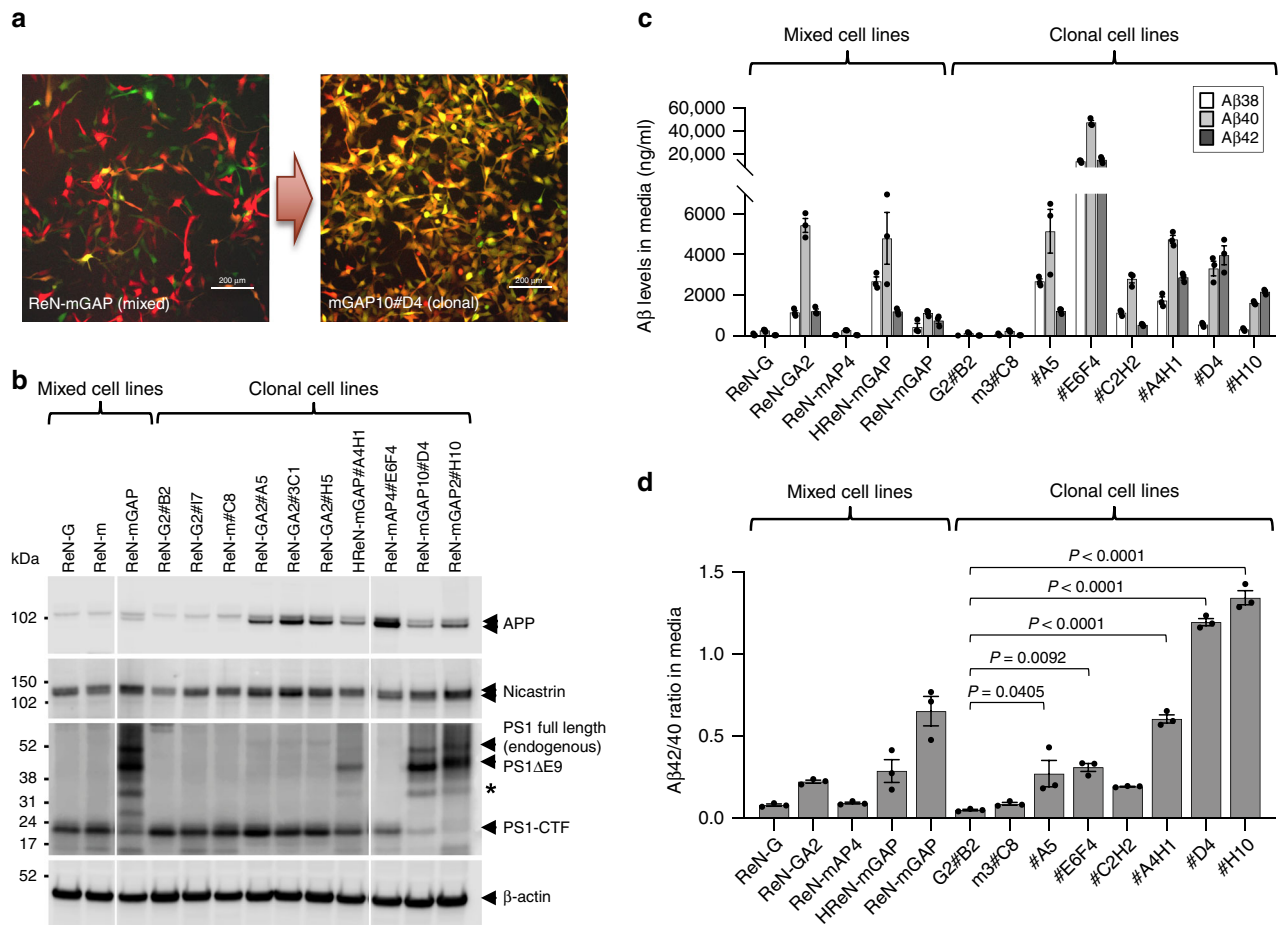 a
ReN-mGAP (mixed)
200 µm
mGAP10#D4 (clonal)
200 µm
b
Mixed cell lines
Clonal cell lines
kDa
ReN-G
ReN-m
ReN-mGAP
ReN-G2#B2
ReN-G2#I7
ReN-m#C8
ReN-GA2#A5
ReN-GA2#3C1
ReN-GA2#H5
HReN-mGAP#A4H1
ReN-mAP4#E6F4
ReN-mGAP10#D4
ReN-mGAP2#H10
102
APP
150
102
Nicastrin
52
38
31
24
17
PS1 full length
(endogenous)
PS1ΔE9
*
PS1-CTF
52
β-actin
c
Mixed cell lines
Clonal cell lines
Aβ levels in media (ng/ml)
60,000
40,000
20,000
6000
4000
2000
0
Aβ38
Aβ40
Aβ42
ReN-G
ReN-GA2
ReN-mAP4
HReN-mGAP
ReN-mGAP
G2#B2
m3#C8
#A5
#E6F4
#C2H2
#A4H1
#D4
#H10
d
Mixed cell lines
Clonal cell lines
Aβ42/40 ratio in media
1.5
1.0
0.5
0.0
P < 0.0001
P < 0.0001
P < 0.0001
P = 0.0092
P = 0.0405
ReN-G
ReN-GA2
ReN-mAP4
HReN-mGAP
ReN-mGAP
G2#B2
m3#C8
#A5
#E6F4
#C2H2
#A4H1
#D4
#H10